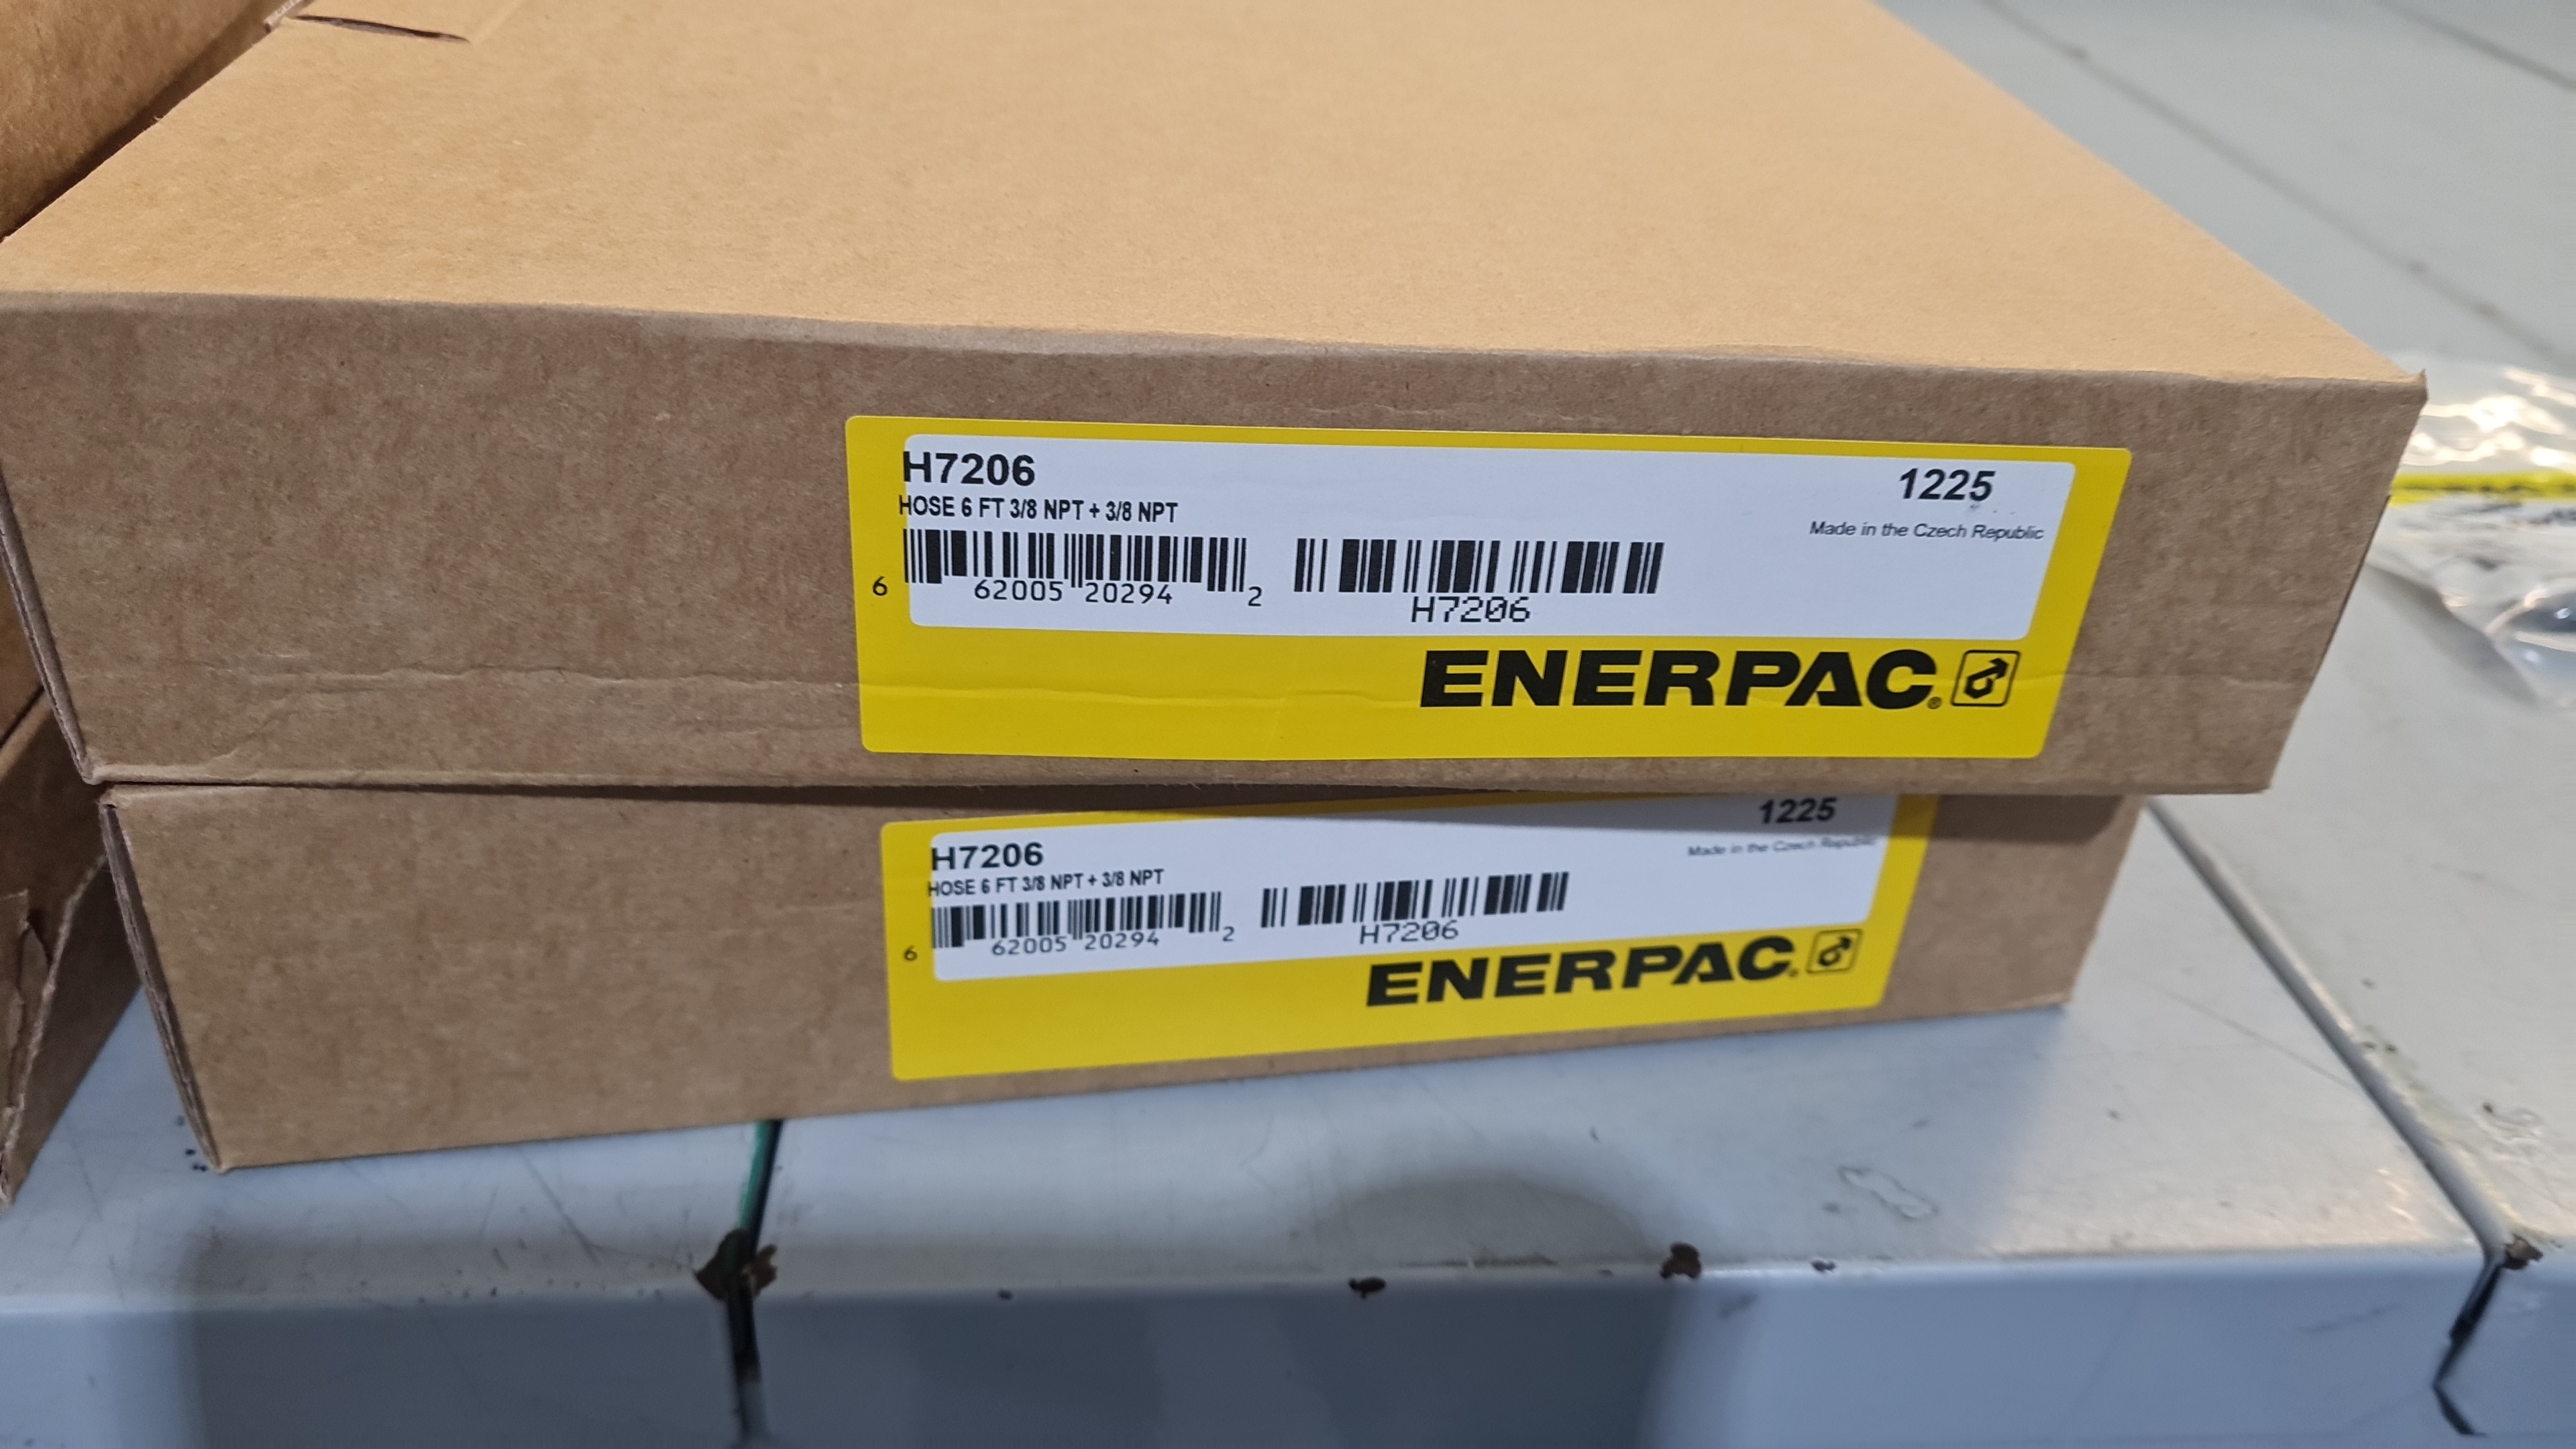 H7206
1225
HOSE 6 FT 3/8 NPT + 3/8 NPT
Made in the Czech Republic
6 62005 20294 2
H7206
ENERPAC®
H7206
1225
HOSE 6 FT 3/8 NPT + 3/8 NPT
Made in the Czech Republic
6 62005 20294 2
H7206
ENERPAC®